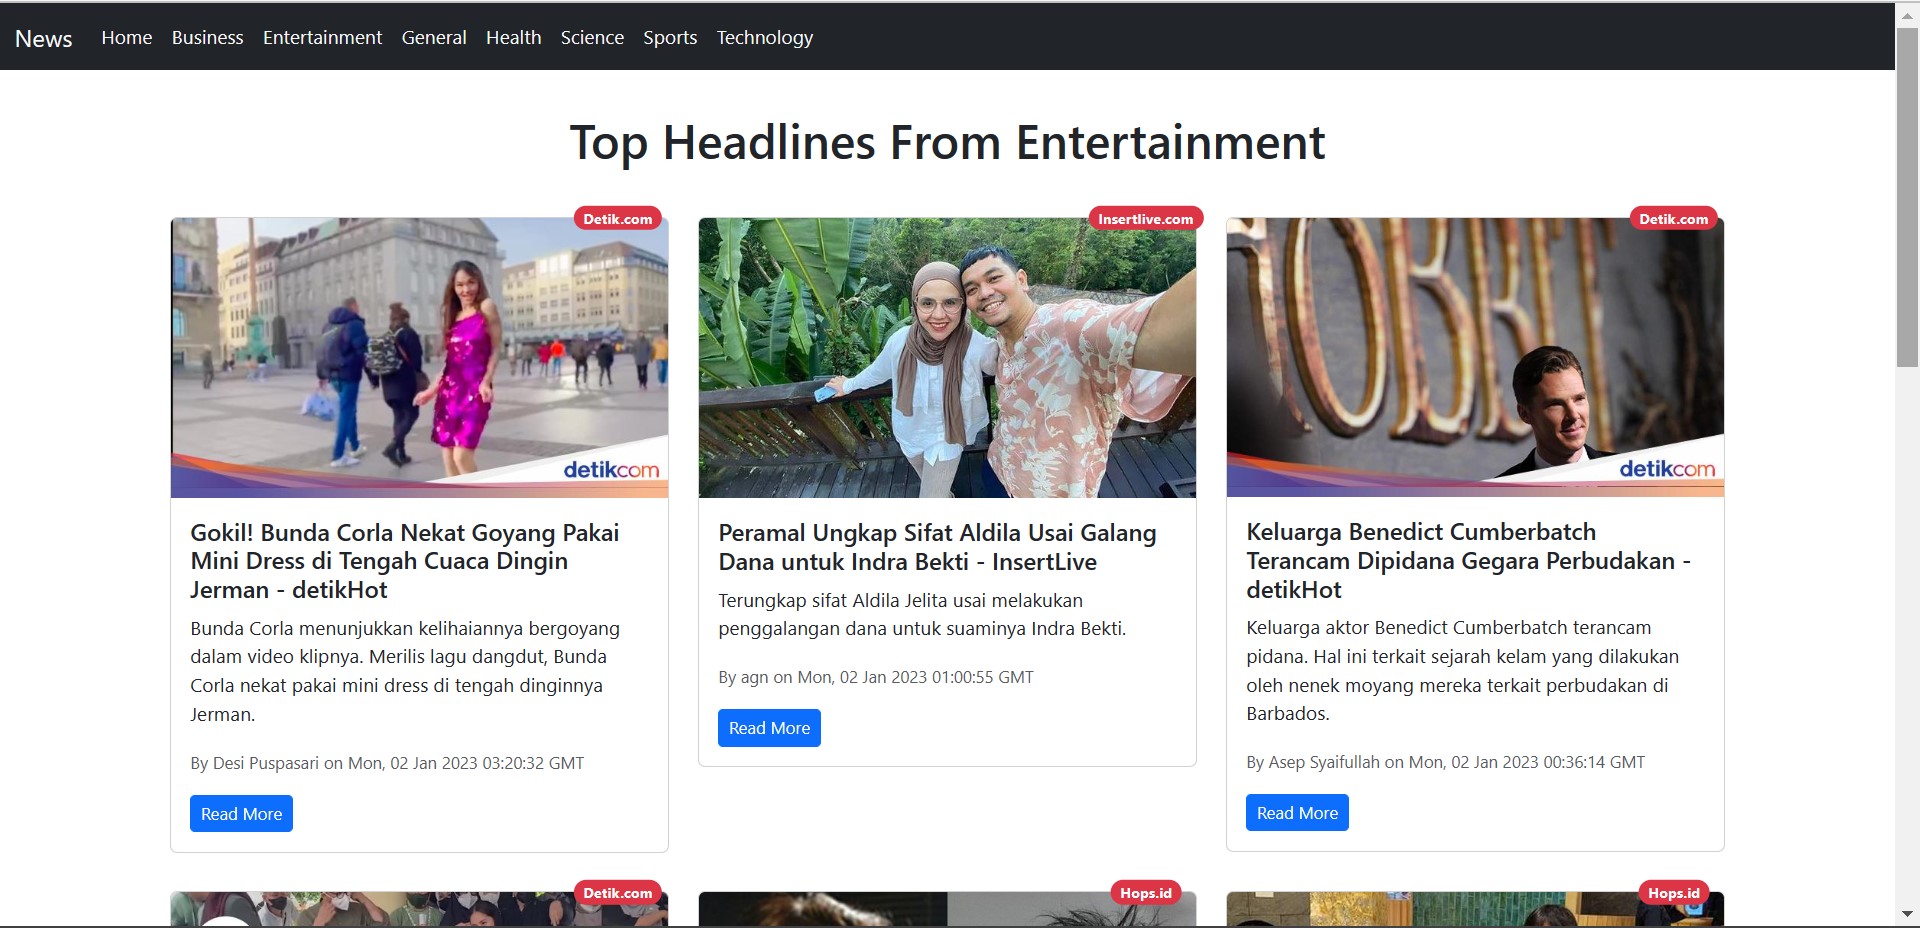 News Home Business Entertainment General Health Science Sports Technology
Top Headlines From Entertainment
Detik.com
detikcom
Gokil! Bunda Corla Nekat Goyang Pakai
Mini Dress di Tengah Cuaca Dingin
Jerman - detikHot
Bunda Corla menunjukkan kelihaiannya bergoyang
dalam video klipnya. Merilis lagu dangdut, Bunda
Corla nekat pakai mini dress di tengah dinginnya
Jerman.
By Desi Puspasari on Mon, 02 Jan 2023 03:20:32 GMT
Read More
Insertlive.com
Peramal Ungkap Sifat Aldila Usai Galang
Dana untuk Indra Bekti - InsertLive
Terungkap sifat Aldila Jelita usai melakukan
penggalangan dana untuk suaminya Indra Bekti.
By agn on Mon, 02 Jan 2023 01:00:55 GMT
Read More
Detik.com
detikcom
Keluarga Benedict Cumberbatch
Terancam Dipidana Gegara Perbudakan -
detikHot
Keluarga aktor Benedict Cumberbatch terancam
pidana. Hal ini terkait sejarah kelam yang dilakukan
oleh nenek moyang mereka terkait perbudakan di
Barbados.
By Asep Syaifullah on Mon, 02 Jan 2023 00:36:14 GMT
Read More
Detik.com
Hops.id
Hops.id